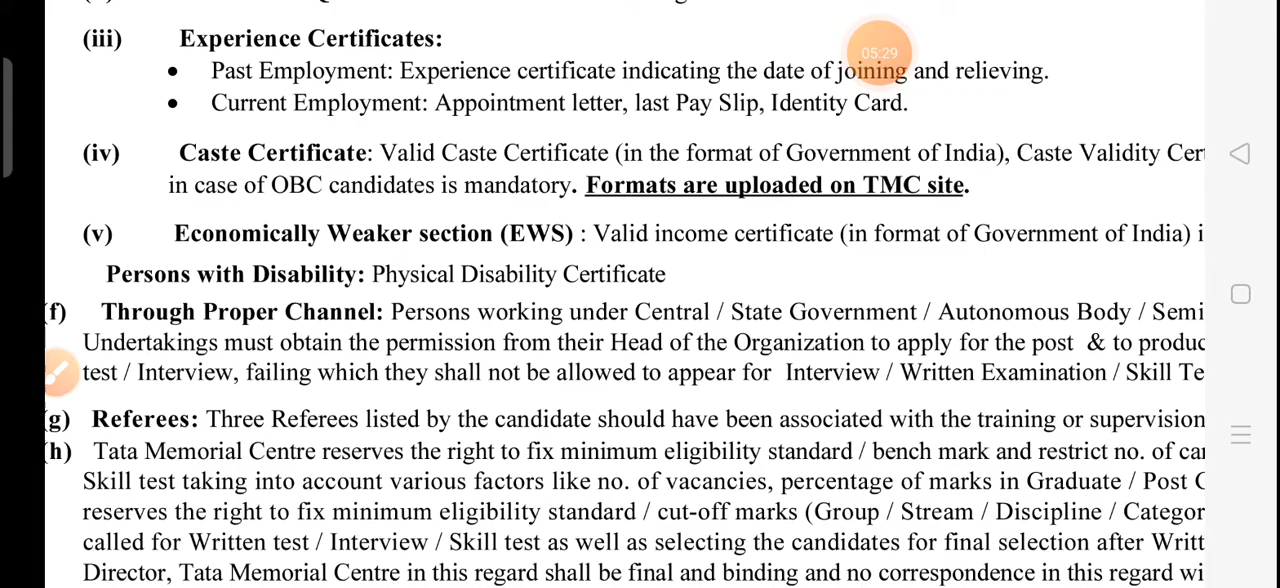 (iii) Experience Certificates:
05:29
• Past Employment: Experience certificate indicating the date of joining and relieving.
• Current Employment: Appointment letter, last Pay Slip, Identity Card.
(iv) Caste Certificate: Valid Caste Certificate (in the format of Government of India), Caste Validity Cer
in case of OBC candidates is mandatory. Formats are uploaded on TMC site.
(v) Economically Weaker section (EWS) : Valid income certificate (in format of Government of India) i
Persons with Disability: Physical Disability Certificate
(f) Through Proper Channel: Persons working under Central / State Government / Autonomous Body / Semi
Undertakings must obtain the permission from their Head of the Organization to apply for the post & to produc
test / Interview, failing which they shall not be allowed to appear for Interview / Written Examination / Skill Te
(g) Referees: Three Referees listed by the candidate should have been associated with the training or supervision
(h) Tata Memorial Centre reserves the right to fix minimum eligibility standard / bench mark and restrict no. of ca
Skill test taking into account various factors like no. of vacancies, percentage of marks in Graduate / Post
reserves the right to fix minimum eligibility standard / cut-off marks (Group / Stream / Discipline / Categor
called for Written test / Interview / Skill test as well as selecting the candidates for final selection after Writt
Director, Tata Memorial Centre in this regard shall be final and binding and no correspondence in this regard wi